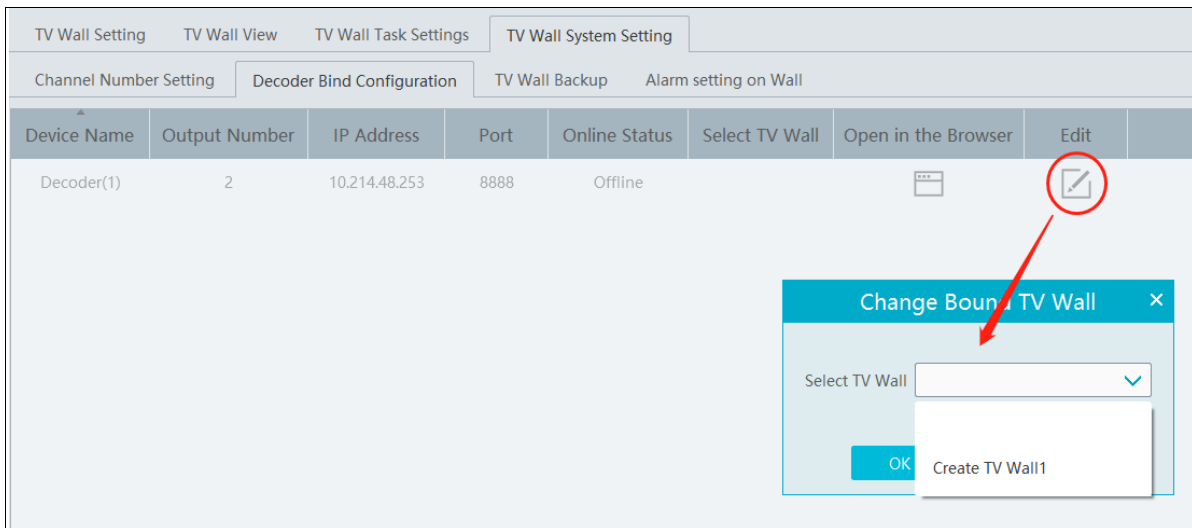 TV Wall Setting TV Wall View TV Wall Task Settings TV Wall System Setting
Channel Number Setting Decoder Bind Configuration TV Wall Backup Alarm setting on Wall
Device Name Output Number IP Address Port Online Status Select TV Wall Open in the Browser Edit
Decoder(1) 2 10.214.48.253 8888 Offline
Change Bound TV Wall
Select TV Wall
OK
Create TV Wall1